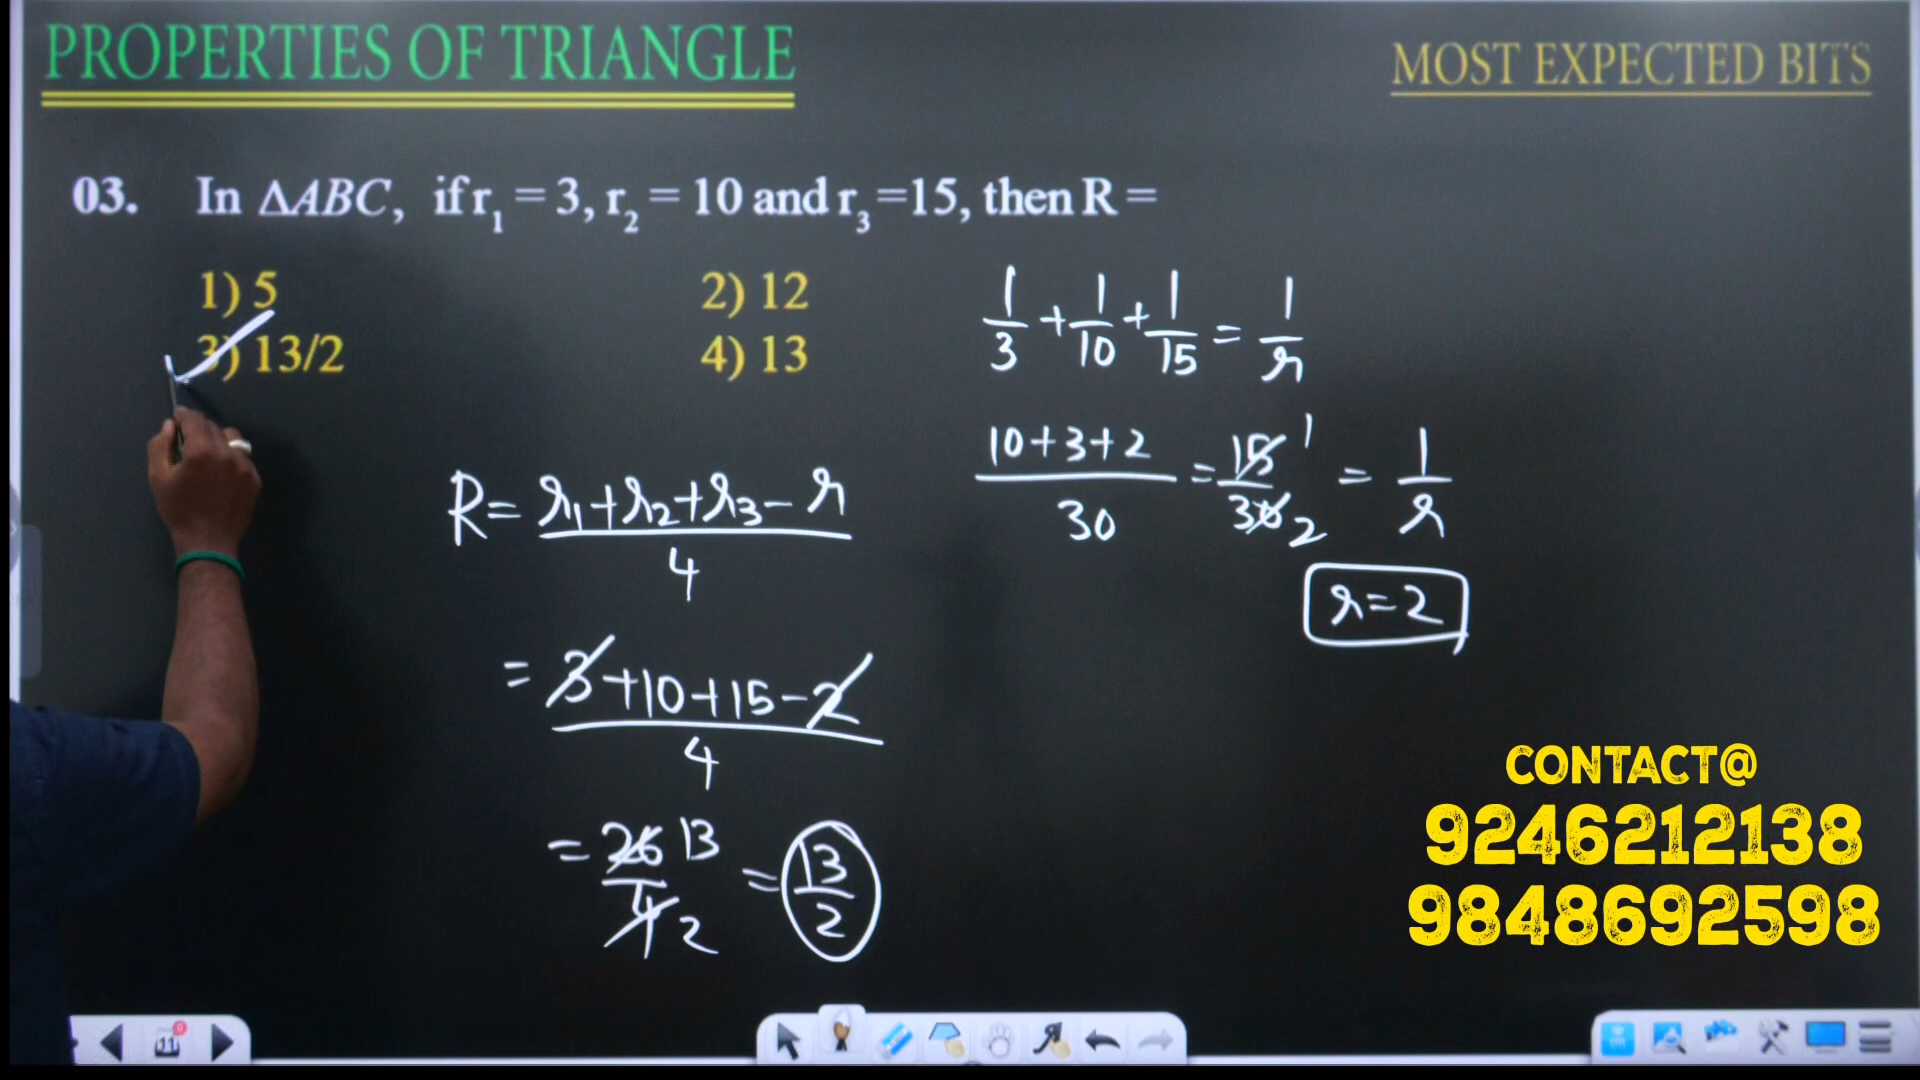 PROPERTIES OF TRIANGLE
MOST EXPECTED BITS
03. In ΔABC, if r₁ = 3, r₂ = 10 and r₃ =15, then R =
1) 5
2) 12
3) 13/2
4) 13
1/3 + 1/10 + 1/15 = 1/r
(10+3+2)/30 = 15/30 1 2 = 1/r
r=2
R = (r₁+r₂+r₃-r)/4
= (3+10+15-2)/4
= 26/4 13 2 = 13/2
CONTACT@
9246212138
9848692598
11